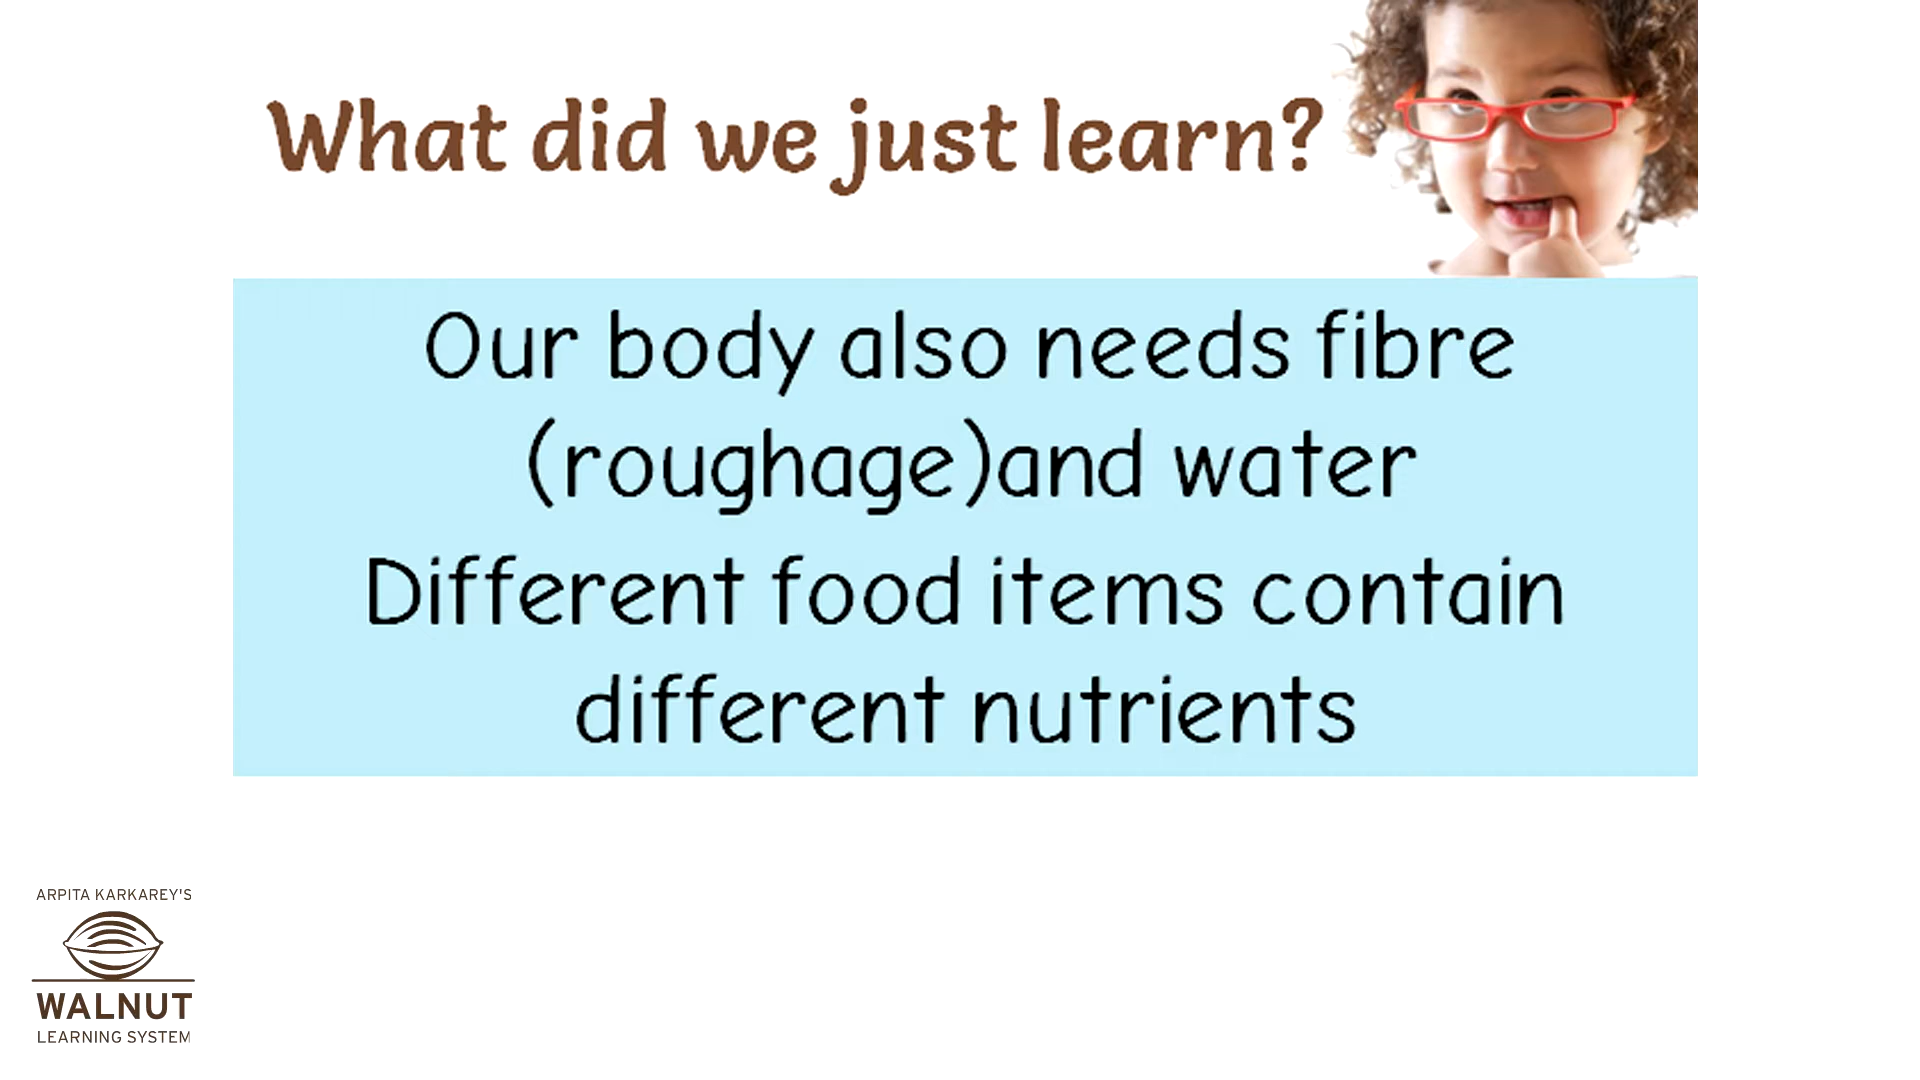 What did we just learn?
Our body also needs fibre
(roughage)and water
Different food items contain
different nutrients
ARPITA KARKAREY'S
WALNUT
LEARNING SYSTEM